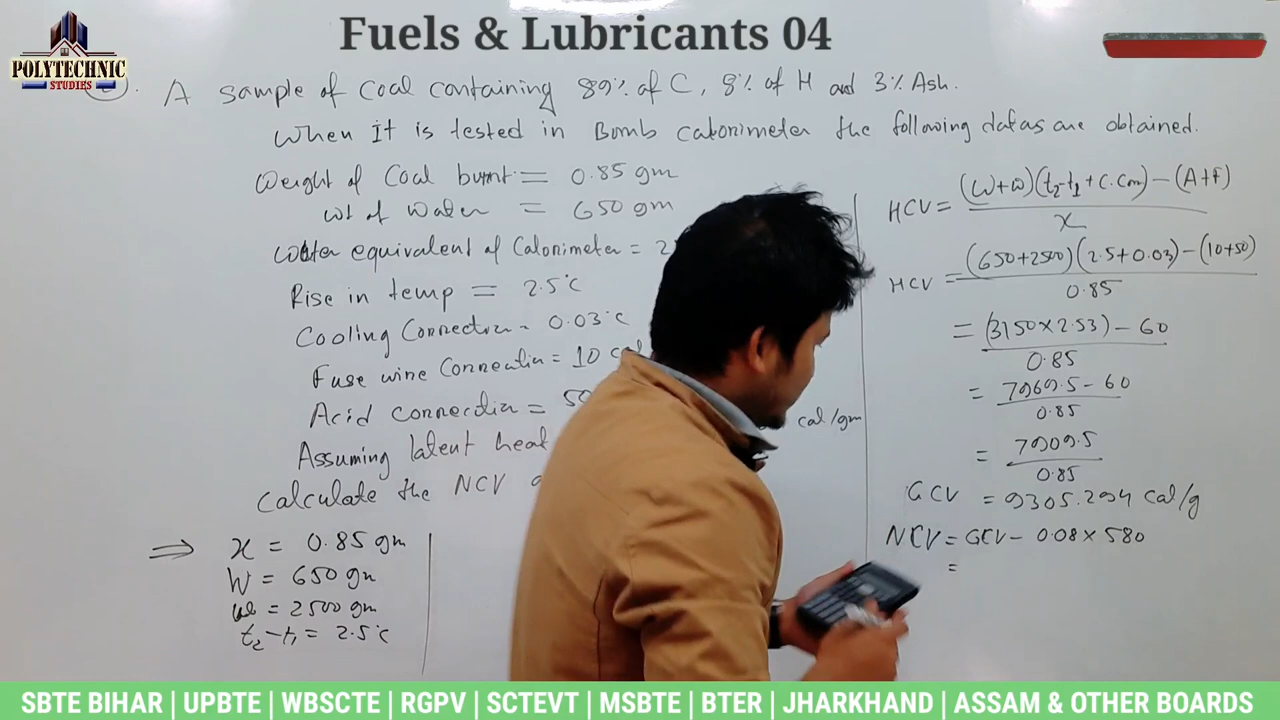 Fuels & Lubricants 04
POLYTECHNIC
STUDIES
A sample of Coal containing 89% of C, 8% of H and 3% Ash.
When It is tested in Bomb calorimeter the following datas are obtained.
Weight of Coal burnt = 0.85 gm
Wt of Water = 650 gm
Water equivalent of Calorimeter = 2
Rise in temp = 2.5°c
Cooling Correction = 0.03°c
Fuse wire Correction = 10 cal
Acid correction = 50
Assuming latent heat cal/gm
Calculate the NCV
⇒ x = 0.85 gm
W = 650 gm
w = 2500 gm
t₂-t₁ = 2.5°c
HCV = (W+w)(t₂-t₁+C.Corr) - (A+F) / x
HCV = (650+2500)(2.5+0.03) - (10+50) / 0.85
= (3150×2.53) - 60 / 0.85
= 7969.5 - 60 / 0.85
= 7909.5 / 0.85
GCV = 9305.294 cal/g
NCV = GCV - 0.08 × 580
=
SBTE BIHAR | UPBTE | WBSCTE | RGPV | SCTEVT | MSBTE | BTER | JHARKHAND | ASSAM & OTHER BOARDS